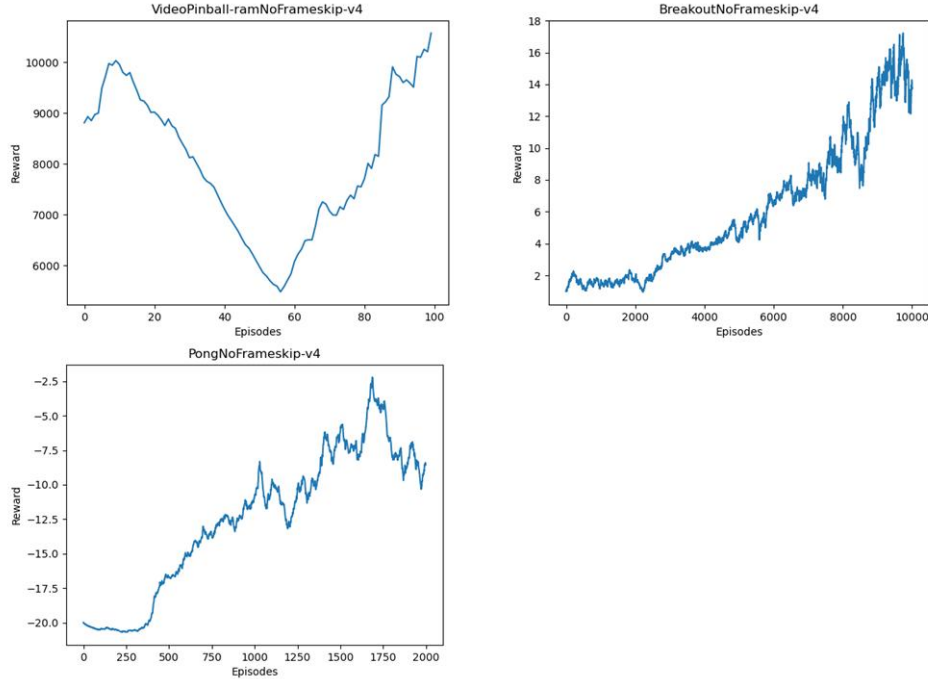 VideoPinball-ramNoFrameskip-v4
10000
9000
8000
7000
6000
Reward
0 20 40 60 80 100
Episodes
BreakoutNoFrameskip-v4
18
16
14
12
10
8
6
4
2
Reward
0 2000 4000 6000 8000 10000
Episodes
PongNoFrameskip-v4
−2.5
−5.0
−7.5
−10.0
−12.5
−15.0
−17.5
−20.0
Reward
0 250 500 750 1000 1250 1500 1750 2000
Episodes